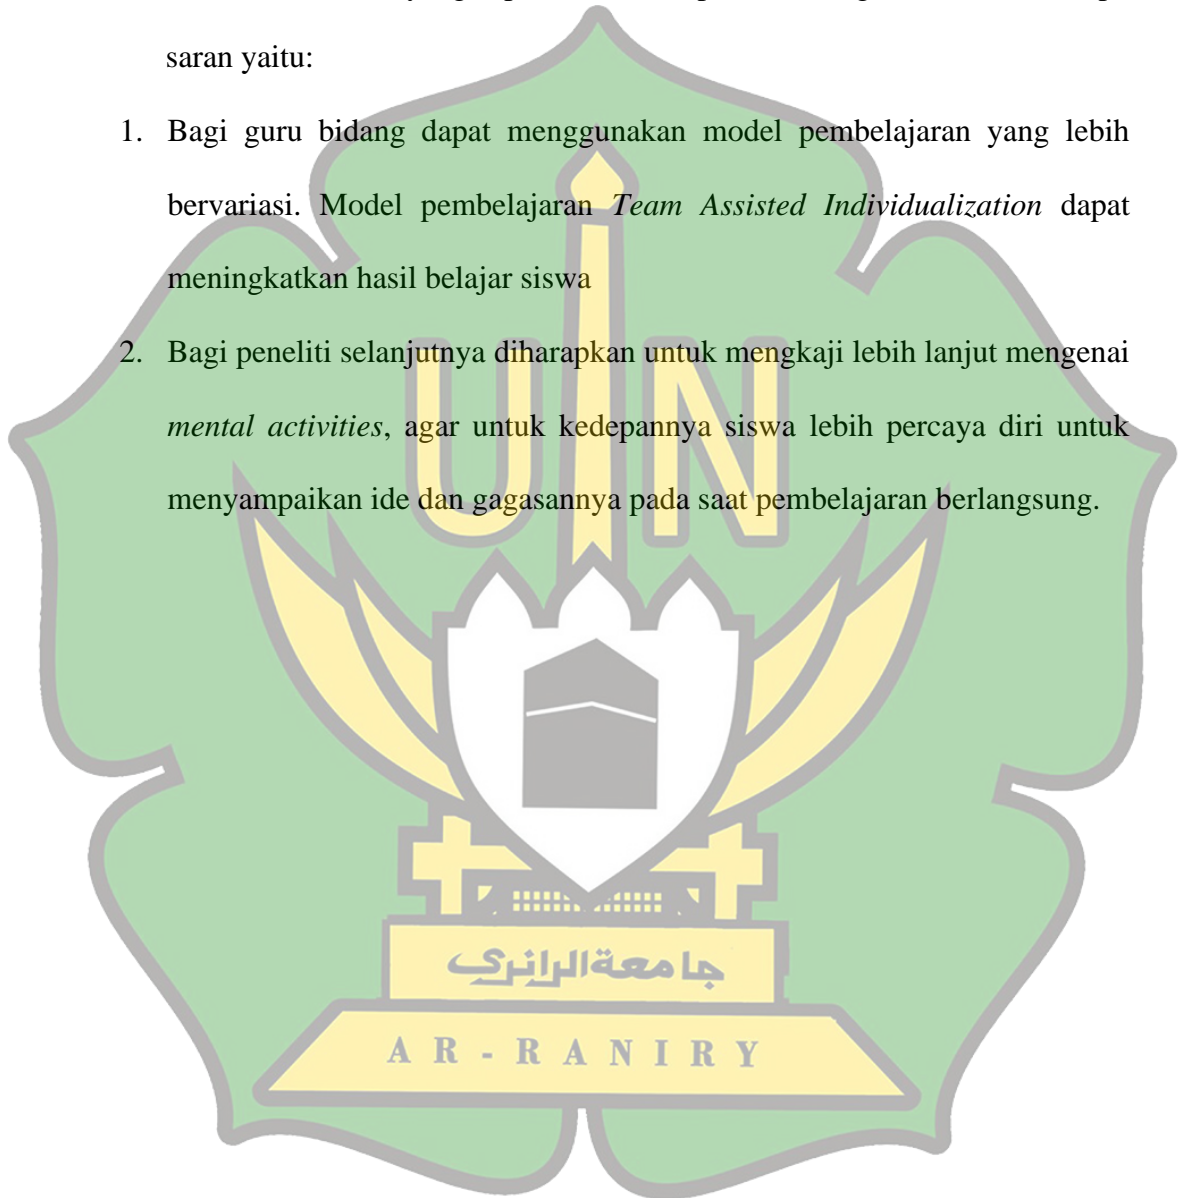 saran yaitu:
1. Bagi guru bidang dapat menggunakan model pembelajaran yang lebih
bervariasi. Model pembelajaran Team Assisted Individualization dapat
meningkatkan hasil belajar siswa
2. Bagi peneliti selanjutnya diharapkan untuk mengkaji lebih lanjut mengenai
mental activities, agar untuk kedepannya siswa lebih percaya diri untuk
menyampaikan ide dan gagasannya pada saat pembelajaran berlangsung.
UIN
جامعةالرانري
AR-RANIRY